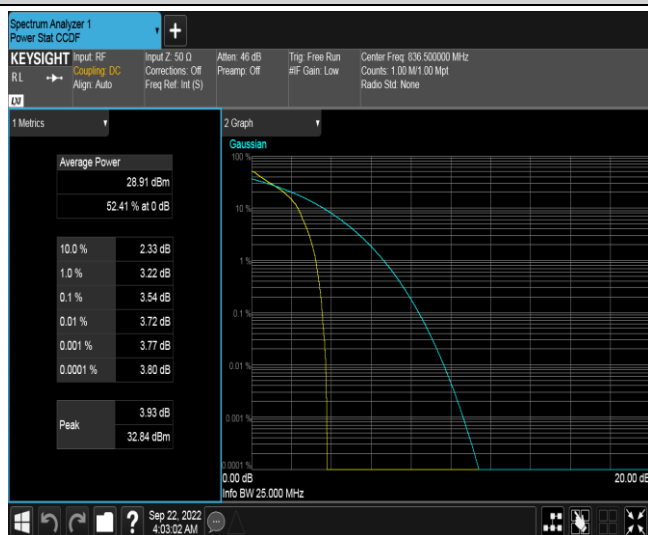 Spectrum Analyzer 1
Power Stat CCDF
+
KEYSIGHT
RL
LXI
Input: RF
Coupling: DC
Align: Auto
Input Z: 50 Ω
Corrections: Off
Freq Ref: Int (S)
Atten: 46 dB
Preamp: Off
Trig: Free Run
#IF Gain: Low
Center Freq: 836.500000 MHz
Counts: 1.00 M/1.00 Mpt
Radio Std: None
1 Metrics
Average Power
28.91 dBm
52.41 % at 0 dB
10.0 % 2.33 dB
1.0 % 3.22 dB
0.1 % 3.54 dB
0.01 % 3.72 dB
0.001 % 3.77 dB
0.0001 % 3.80 dB
Peak
3.93 dB
32.84 dBm
2 Graph
Gaussian
100 %
10 %
1 %
0.1 %
0.01 %
0.001 %
0.0001 %
0.00 dB
20.00 dB
Info BW 25.000 MHz
?
Sep 22, 2022
4:03:02 AM